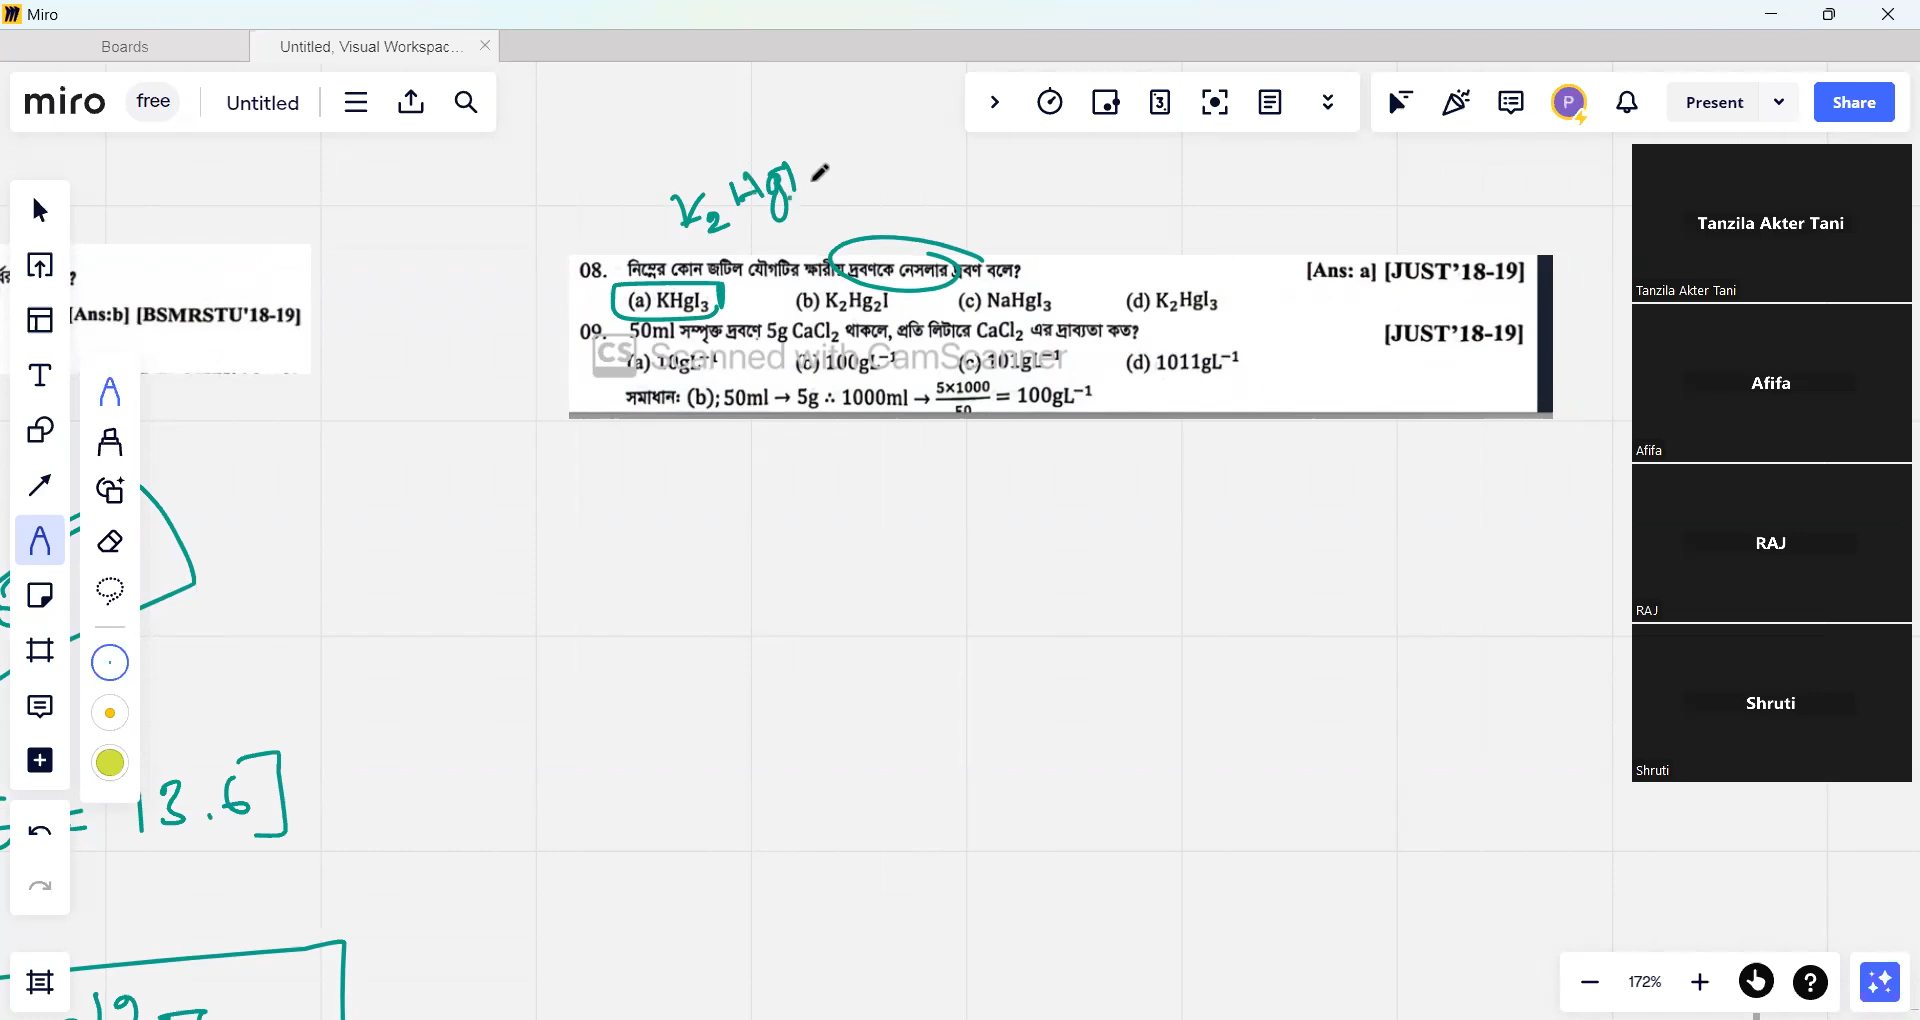 Miro
Boards
Untitled, Visual Workspac...
miro free Untitled
3
P
Present
Share
K₂HgI
?
[Ans:b] [BSMRSTU'18-19]
08. নিম্নের কোন জটিল যৌগটির ক্ষারীয় দ্রবণকে নেসলার দ্রবণ বলে? [Ans: a] [JUST'18-19]
(a) KHgI₃ (b) K₂Hg₂I (c) NaHgI₃ (d) K₂HgI₃
09. 50ml সম্পৃক্ত দ্রবণে 5g CaCl₂ থাকলে, প্রতি লিটারে CaCl₂ এর দ্রাব্যতা কত? [JUST'18-19]
CS Scanned with CamScanner
(a) 10gL⁻¹ (b) 100gL⁻¹ (c) 101gL⁻¹ (d) 1011gL⁻¹
সমাধান: (b); 50ml → 5g ∴ 1000ml → 5×1000/50 = 100gL⁻¹
Tanzila Akter Tani
Tanzila Akter Tani
Afifa
Afifa
RAJ
RAJ
Shruti
Shruti
= 13.6]
172%